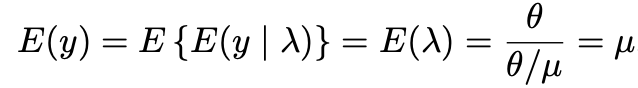 E(y) = E {E(y | λ)} = E(λ) = θ / (θ/μ) = μ